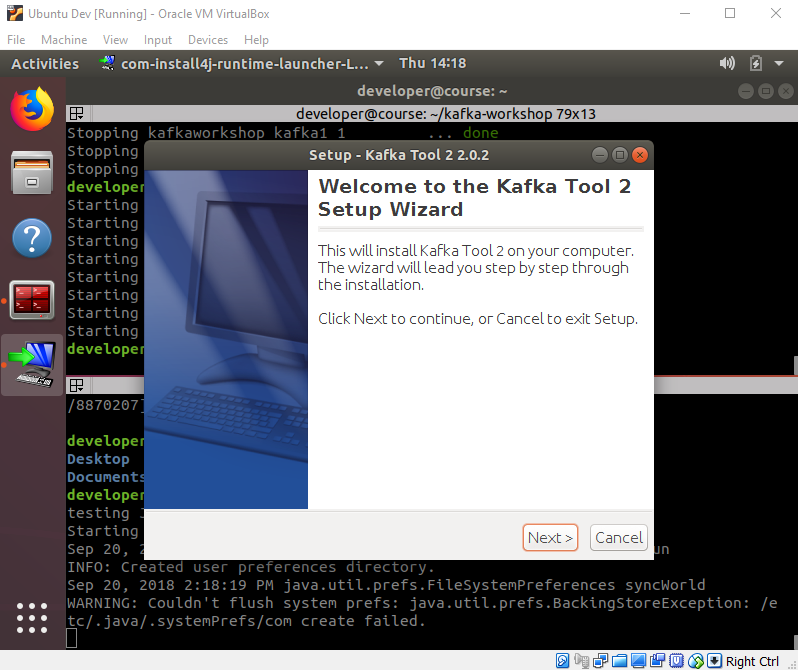 Ubuntu Dev [Running] - Oracle VM VirtualBox
File Machine View Input Devices Help
Activities com-install4j-runtime-launcher-L... Thu 14:18
developer@course: ~
developer@course: ~/kafka-workshop 79x13
Stopping kafkaworkshop_kafka1_1 ... done
Stopping
Stopping
developer
Starting
Starting
Starting
Starting
Starting
Starting
Starting
Starting
developer
Setup - Kafka Tool 2 2.0.2
Welcome to the Kafka Tool 2
Setup Wizard
This will install Kafka Tool 2 on your computer.
The wizard will lead you step by step through
the installation.
Click Next to continue, or Cancel to exit Setup.
Next >
Cancel
/8870207
developer
Desktop
Documents
developer
testing
Starting
Sep 20, 2 un
INFO: Created user preferences directory.
Sep 20, 2018 2:18:19 PM java.util.prefs.FileSystemPreferences syncWorld
WARNING: Couldn't flush system prefs: java.util.prefs.BackingStoreException: /e
tc/.java/.systemPrefs/com create failed.
Right Ctrl